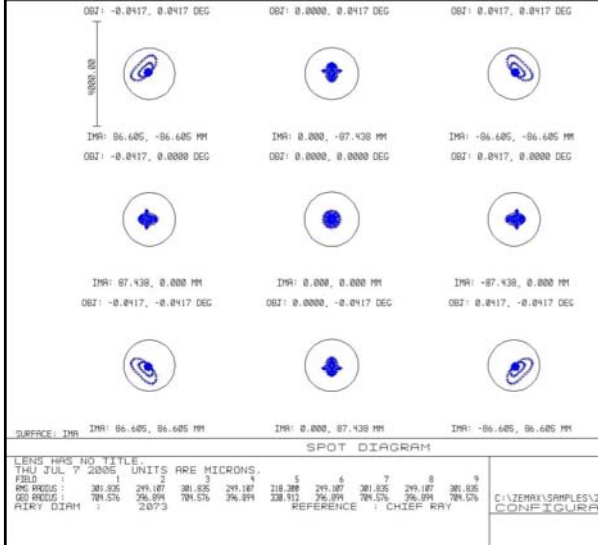 OBJ: -0.0417, 0.0417 DEG
OBJ: 0.0000, 0.0417 DEG
OBJ: 0.0417, 0.0417 DEG
4000.00
IMA: 86.605, -86.605 MM
IMA: 0.000, -87.438 MM
IMA: -86.605, -86.605 MM
OBJ: -0.0417, 0.0000 DEG
OBJ: 0.0000, 0.0000 DEG
OBJ: 0.0417, 0.0000 DEG
IMA: 87.438, 0.000 MM
IMA: 0.000, 0.000 MM
IMA: -87.438, 0.000 MM
OBJ: -0.0417, -0.0417 DEG
OBJ: 0.0000, -0.0417 DEG
OBJ: 0.0417, -0.0417 DEG
IMA: 86.605, 86.605 MM
IMA: 0.000, 87.438 MM
IMA: -86.605, 86.605 MM
SURFACE: IMA
SPOT DIAGRAM
LENS HAS NO TITLE.
THU JUL 7 2005 UNITS ARE MICRONS.
FIELD : 1 2 3 4 5 6 7 8 9
RMS RADIUS : 301.835 249.107 301.835 249.107 218.300 249.107 301.835 249.107 301.835
GEO RADIUS : 704.576 396.894 704.576 396.894 338.913 396.894 704.576 396.894 704.576
AIRY DIAM : 2073 REFERENCE : CHIEF RAY
C:\ZEMAX\SAMPLES\2
CONFIGURA